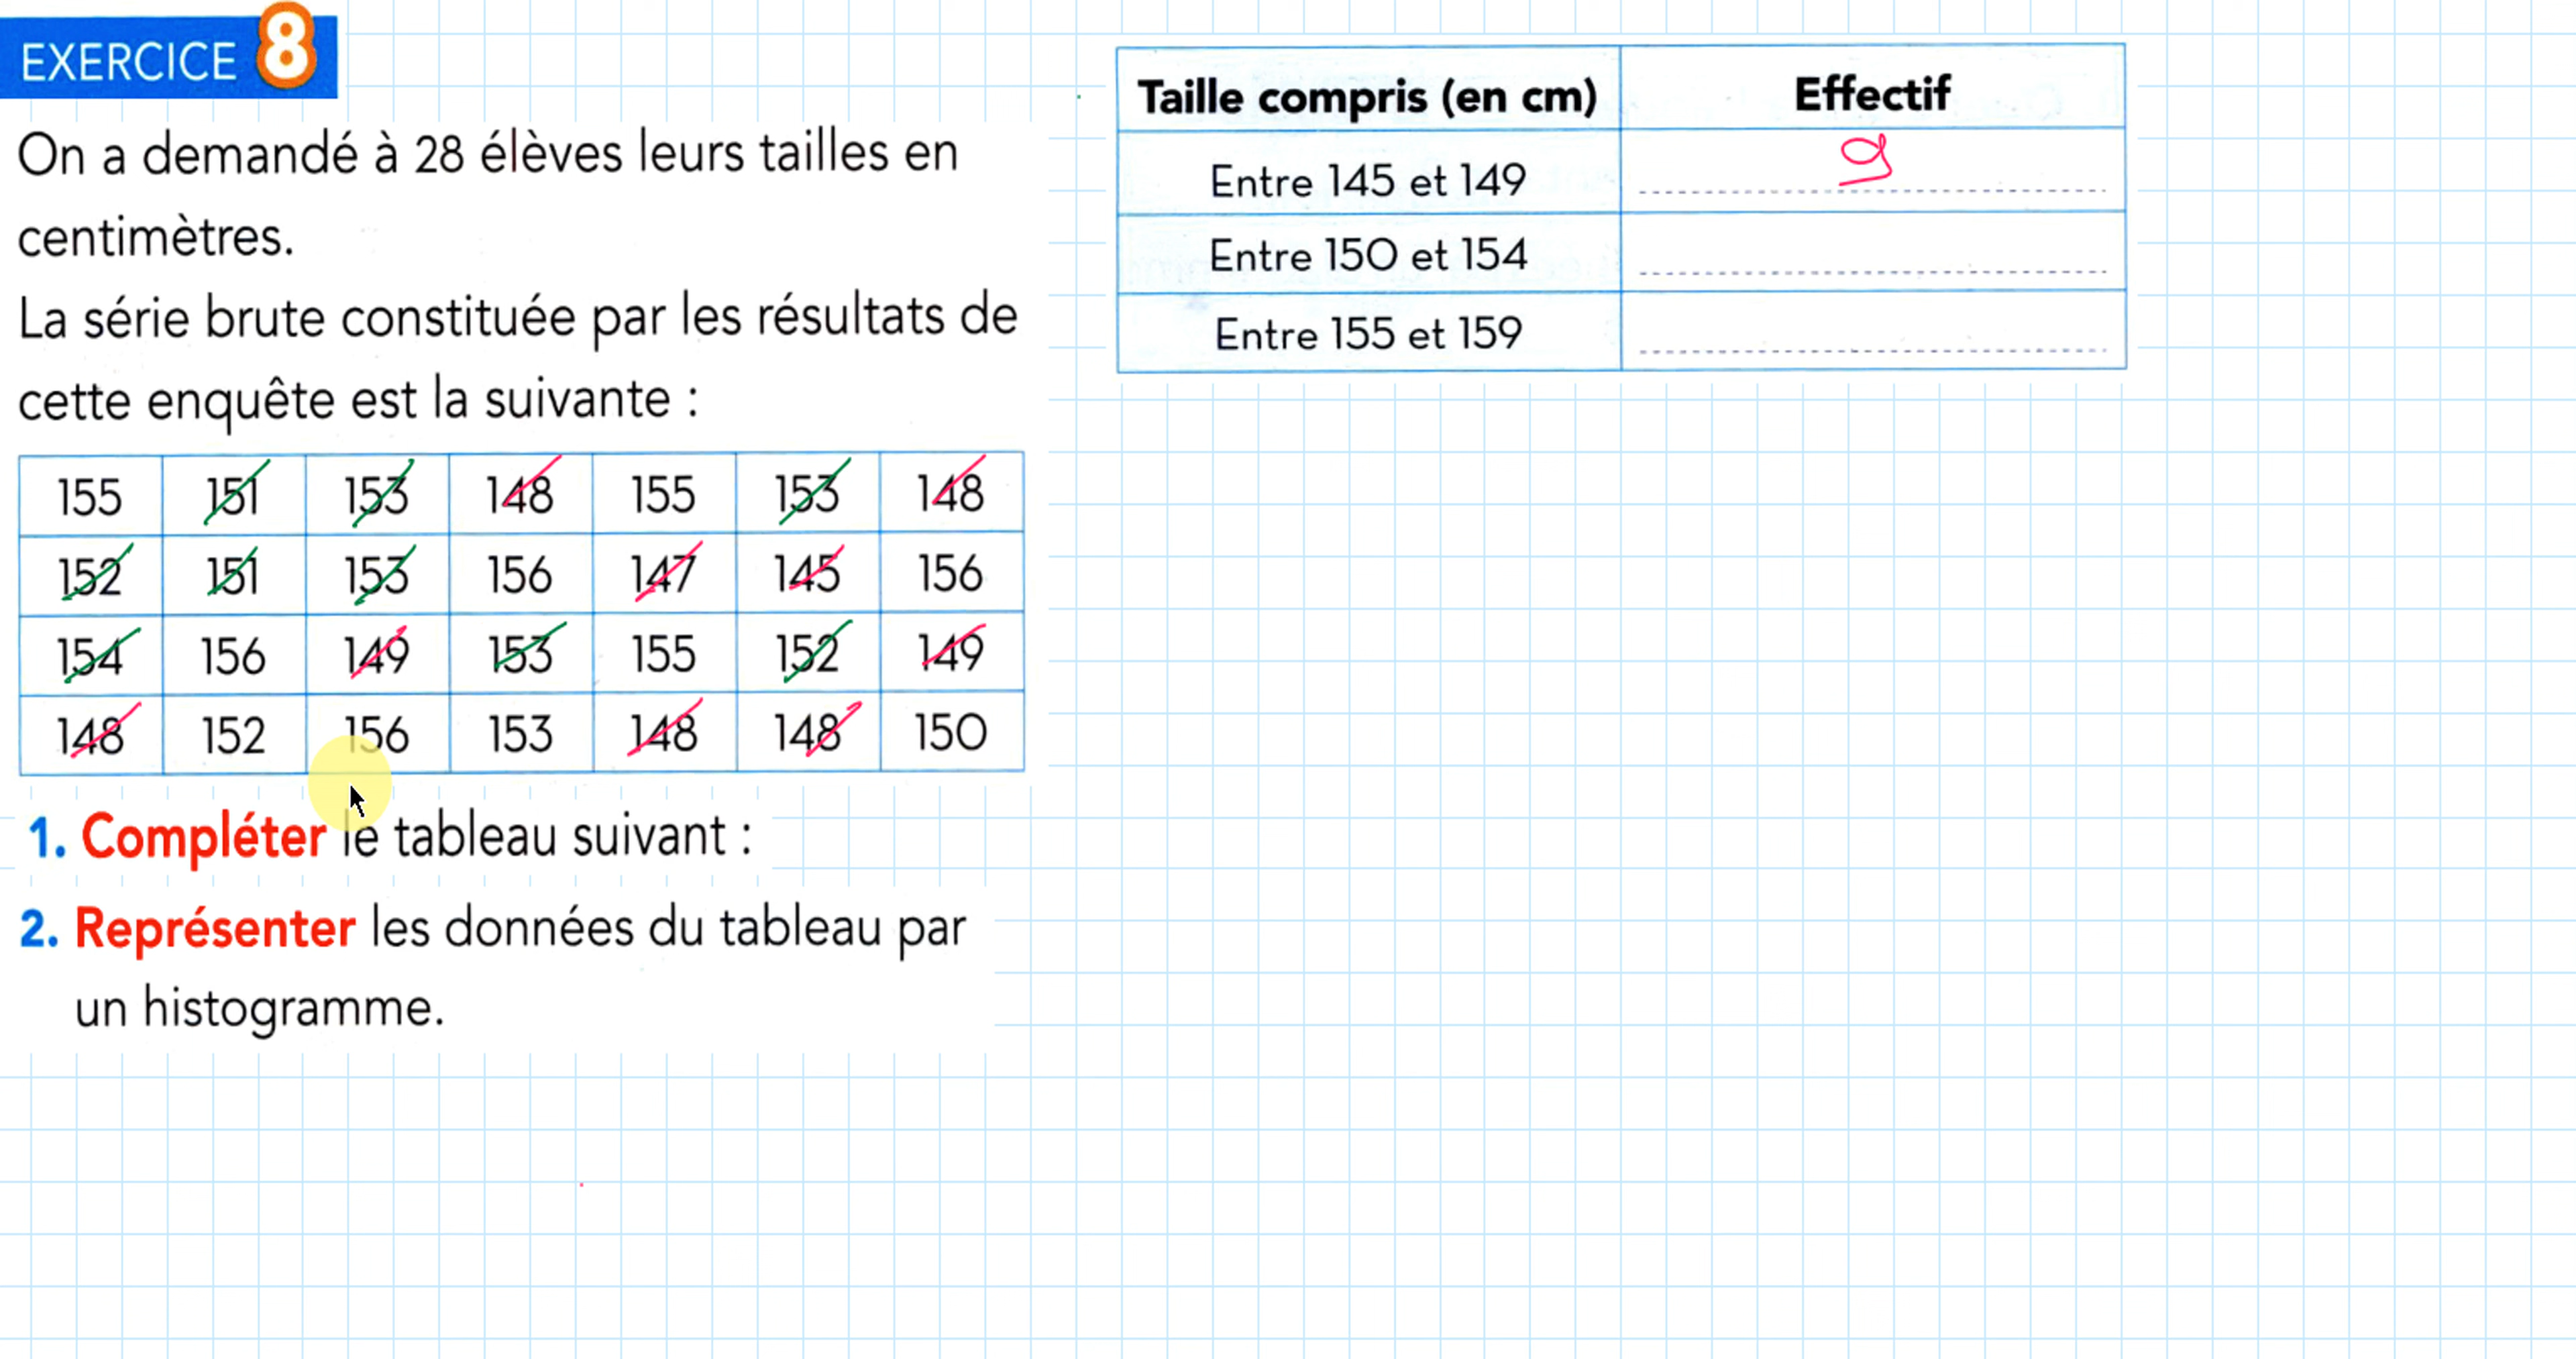 EXERCICE 8
On a demandé à 28 élèves leurs tailles en
centimètres.
La série brute constituée par les résultats de
cette enquête est la suivante :
155 151 153 148 155 153 148
152 151 153 156 147 145 156
154 156 149 153 155 152 149
148 152 156 153 148 148 150
1. Compléter le tableau suivant :
2. Représenter les données du tableau par
un histogramme.
Taille compris (en cm) Effectif
Entre 145 et 149 9
Entre 150 et 154
Entre 155 et 159